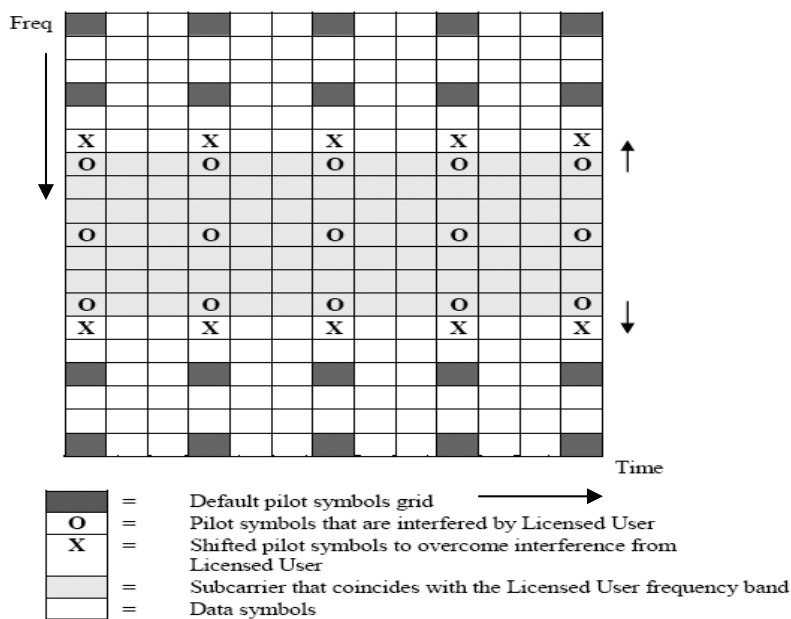 Freq
X X X X X
O O O O O
O O O O O
O O O O O
X X X X X
Time
= Default pilot symbols grid
O = Pilot symbols that are interfered by Licensed User
X = Shifted pilot symbols to overcome interference from
Licensed User
= Subcarrier that coincides with the Licensed User frequency band
= Data symbols